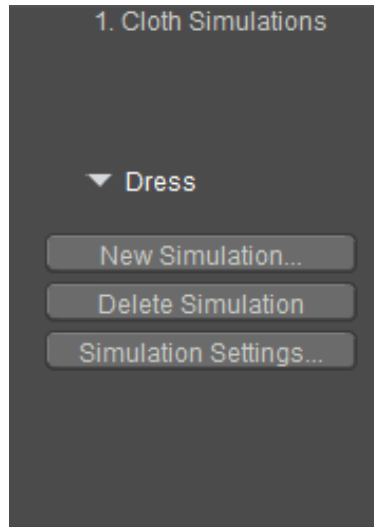 1. Cloth Simulations
Dress
New Simulation...
Delete Simulation
Simulation Settings...